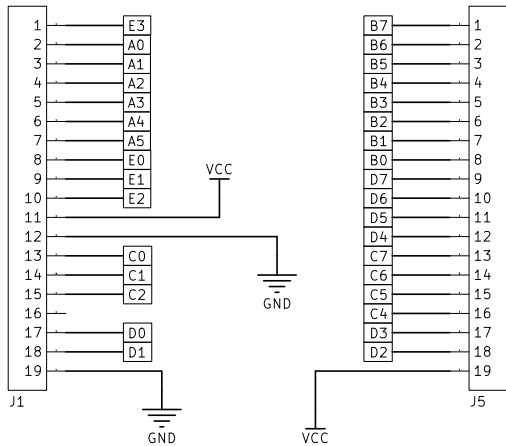 1 E3 B7 1
2 A0 B6 2
3 A1 B5 3
4 A2 B4 4
5 A3 B3 5
6 A4 B2 6
7 A5 B1 7
8 E0 B0 8
VCC
9 E1 D7 9
10 E2 D6 10
11 D5 11
12 D4 12
13 C0 C7 13
14 C1 C6 14
15 C2 C5 15
GND
16 C4 16
17 D0 D3 17
18 D1 D2 18
19 19
J1 J5
GND VCC